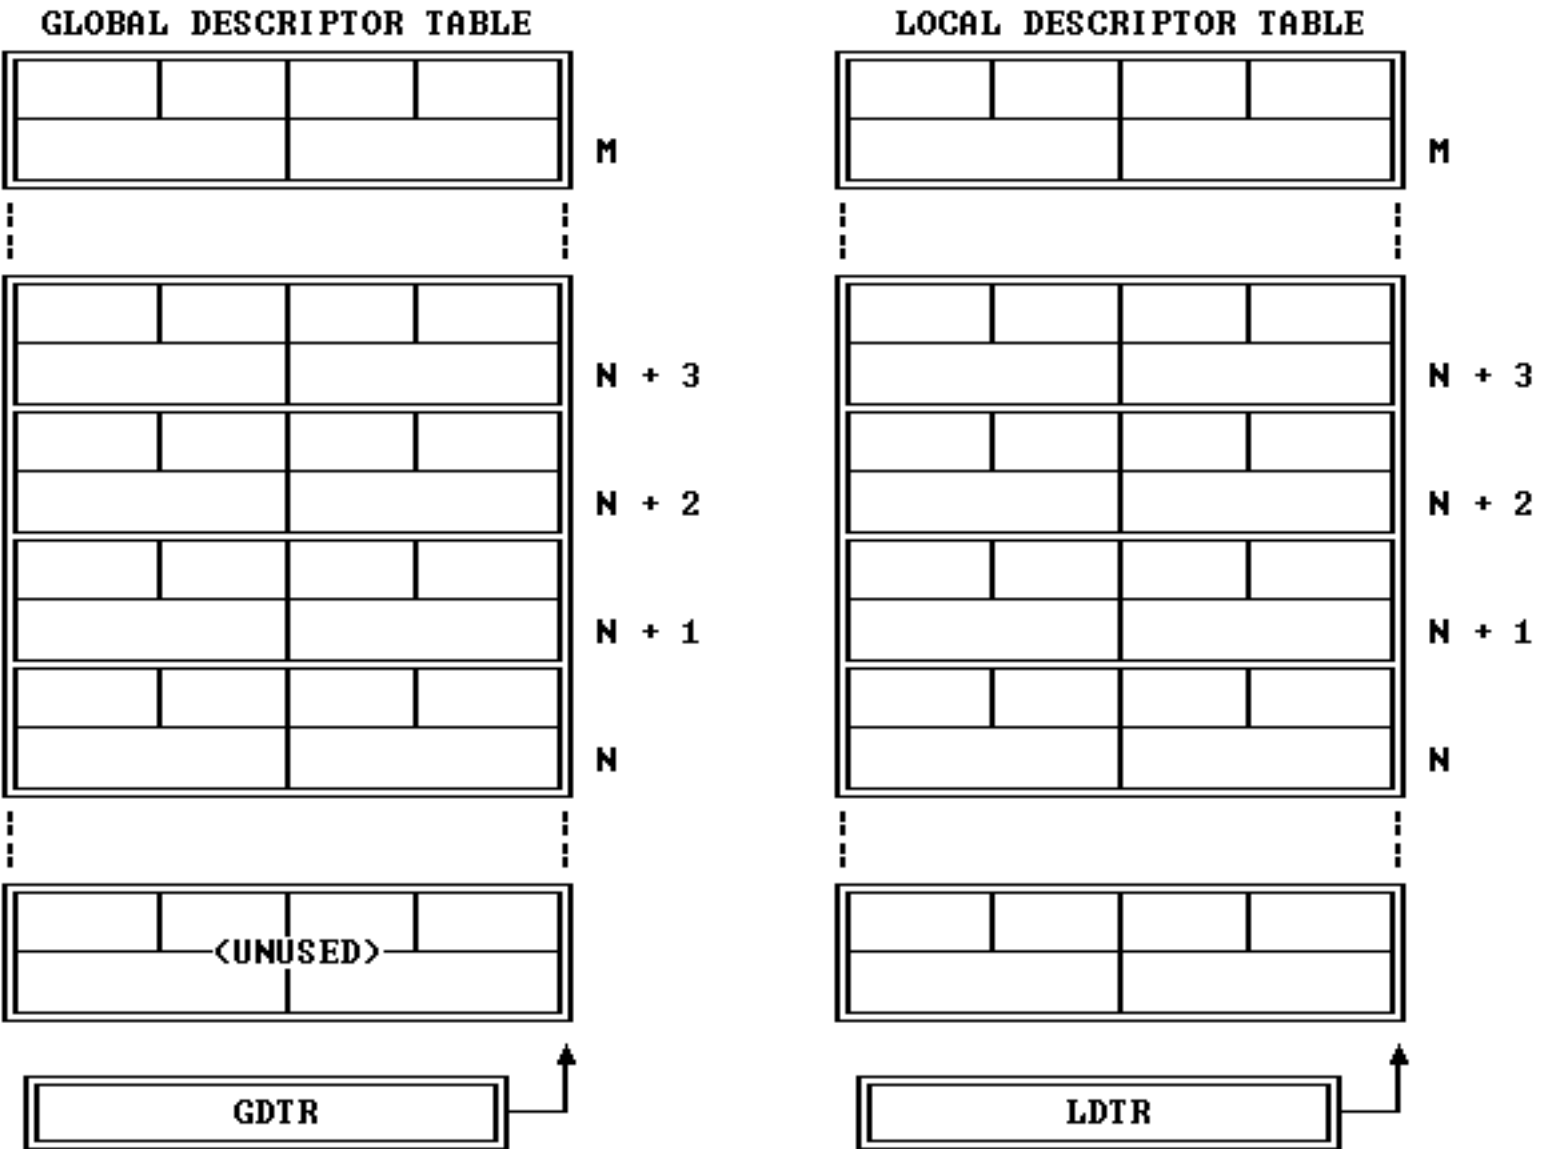 GLOBAL DESCRIPTOR TABLE
M
N + 3
N + 2
N + 1
N
<UNUSED>
GDTR
LOCAL DESCRIPTOR TABLE
M
N + 3
N + 2
N + 1
N
LDTR